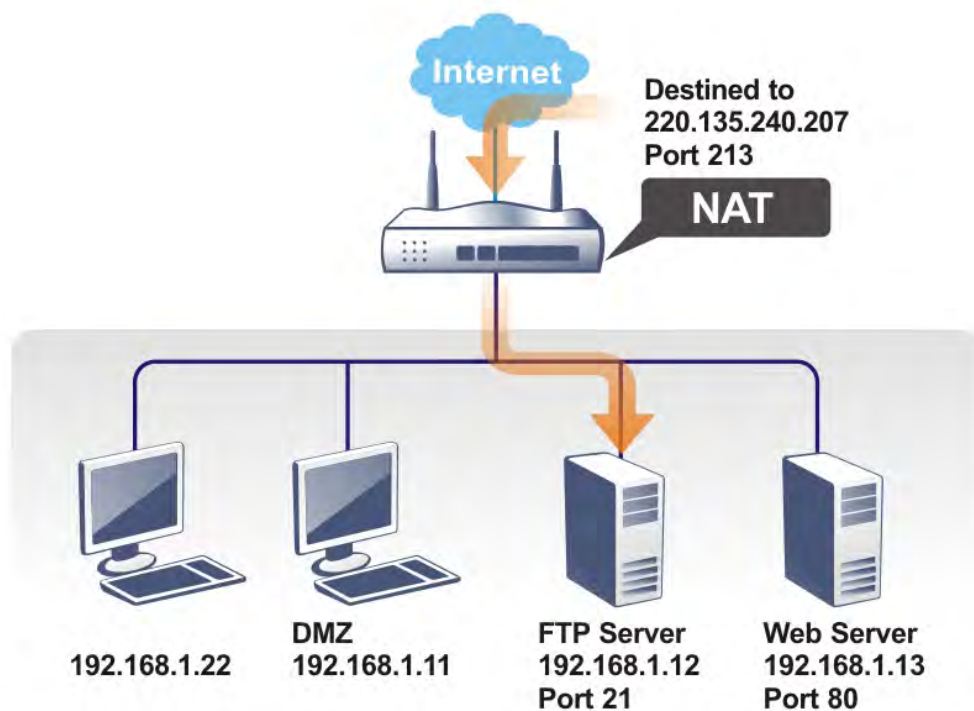 Internet
Destined to
220.135.240.207
Port 213
NAT
192.168.1.22
DMZ
192.168.1.11
FTP Server
192.168.1.12
Port 21
Web Server
192.168.1.13
Port 80